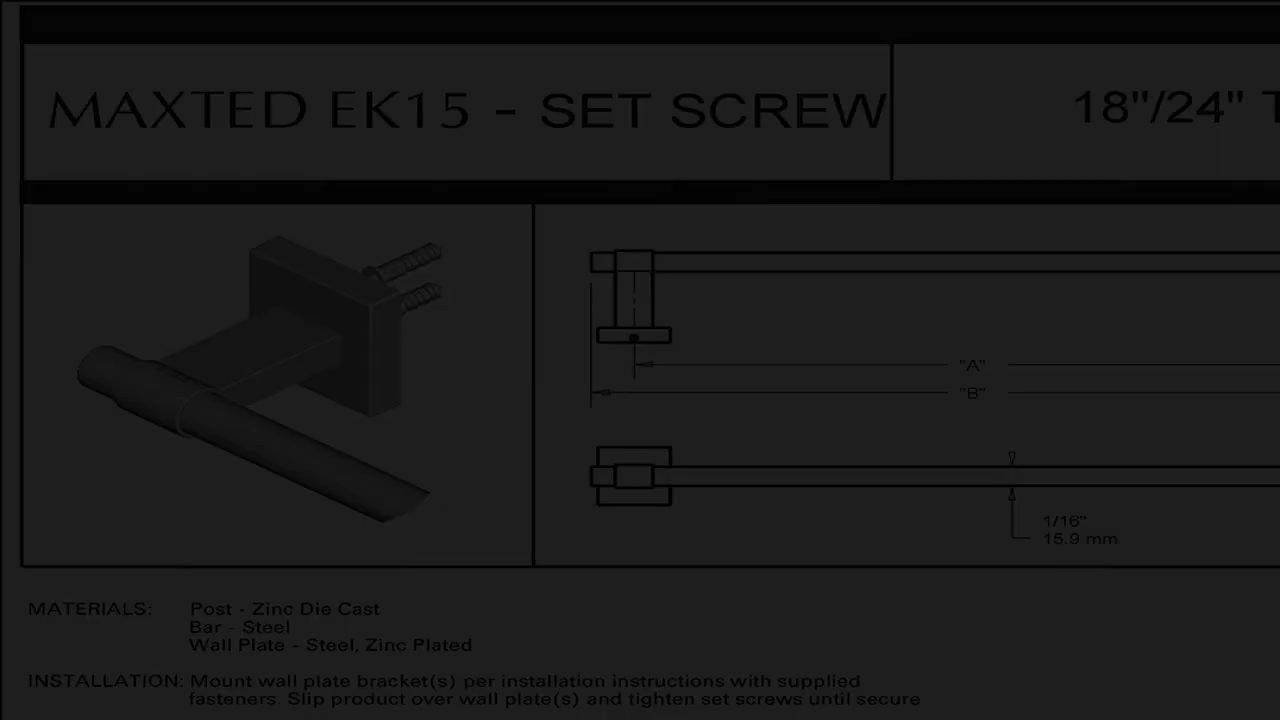 MAXTED EK15 - SET SCREW
18"/24" T
"A"
"B"
1/16"
15.9 mm
MATERIALS: Post - Zinc Die Cast
Bar - Steel
Wall Plate - Steel, Zinc Plated
INSTALLATION: Mount wall plate bracket(s) per installation instructions with supplied
fasteners. Slip product over wall plate(s) and tighten set screws until secure